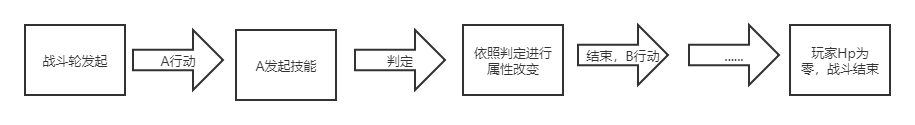 战斗轮发起
A行动
A发起技能
判定
依照判定进行
属性改变
结束，B行动
……
玩家Hp为
零，战斗结束